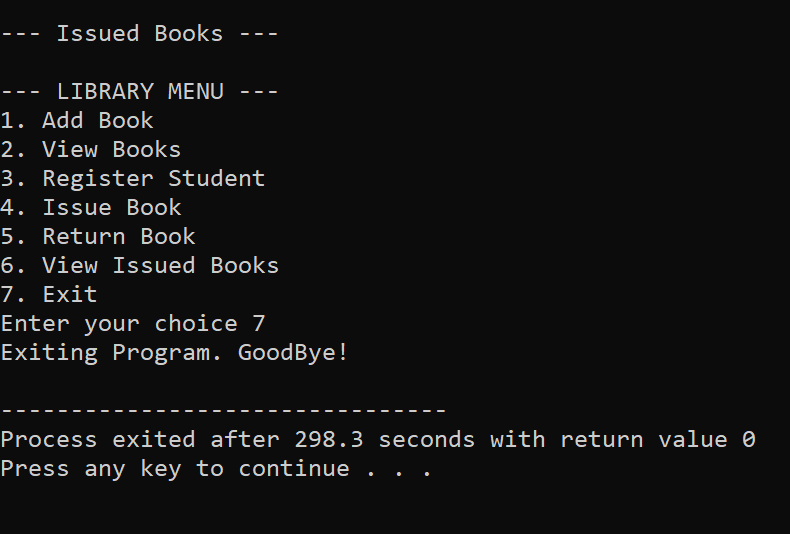 --- Issued Books ---
--- LIBRARY MENU ---
1. Add Book
2. View Books
3. Register Student
4. Issue Book
5. Return Book
6. View Issued Books
7. Exit
Enter your choice 7
Exiting Program. GoodBye!
--------------------------------
Process exited after 298.3 seconds with return value 0
Press any key to continue . . .